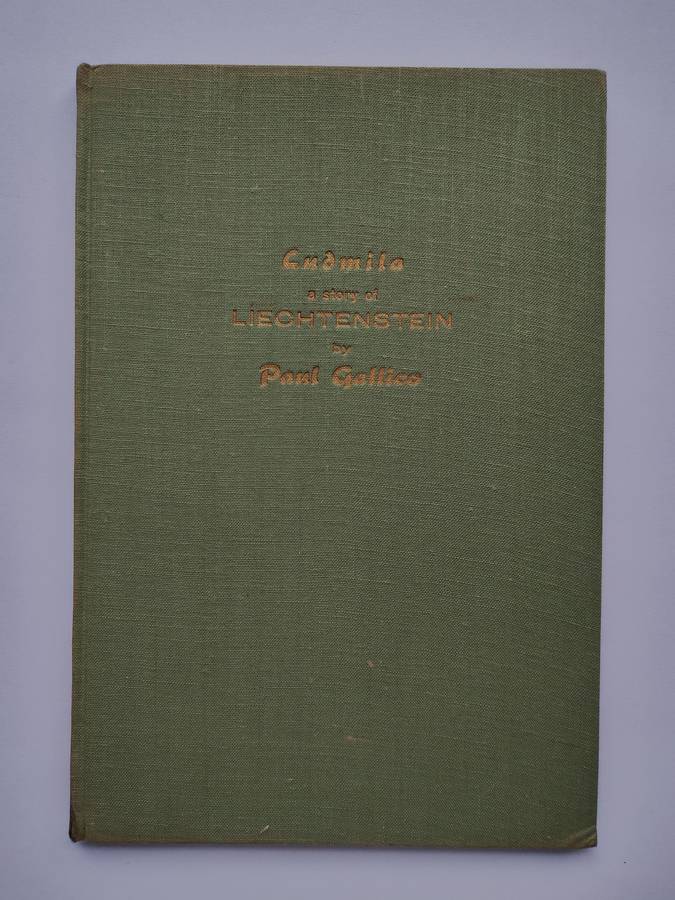 Ludmila
a story of
LIECHTENSTEIN
by
Paul Gallico